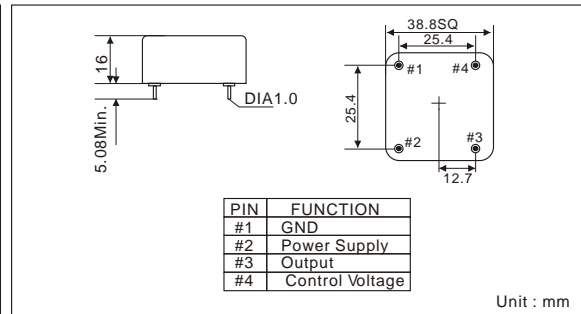 38.8SQ
25.4
#1
#4
16
5.08Min.
DIA1.0
25.4
#2
#3
12.7
PIN FUNCTION
#1 GND
#2 Power Supply
#3 Output
#4 Control Voltage
Unit : mm